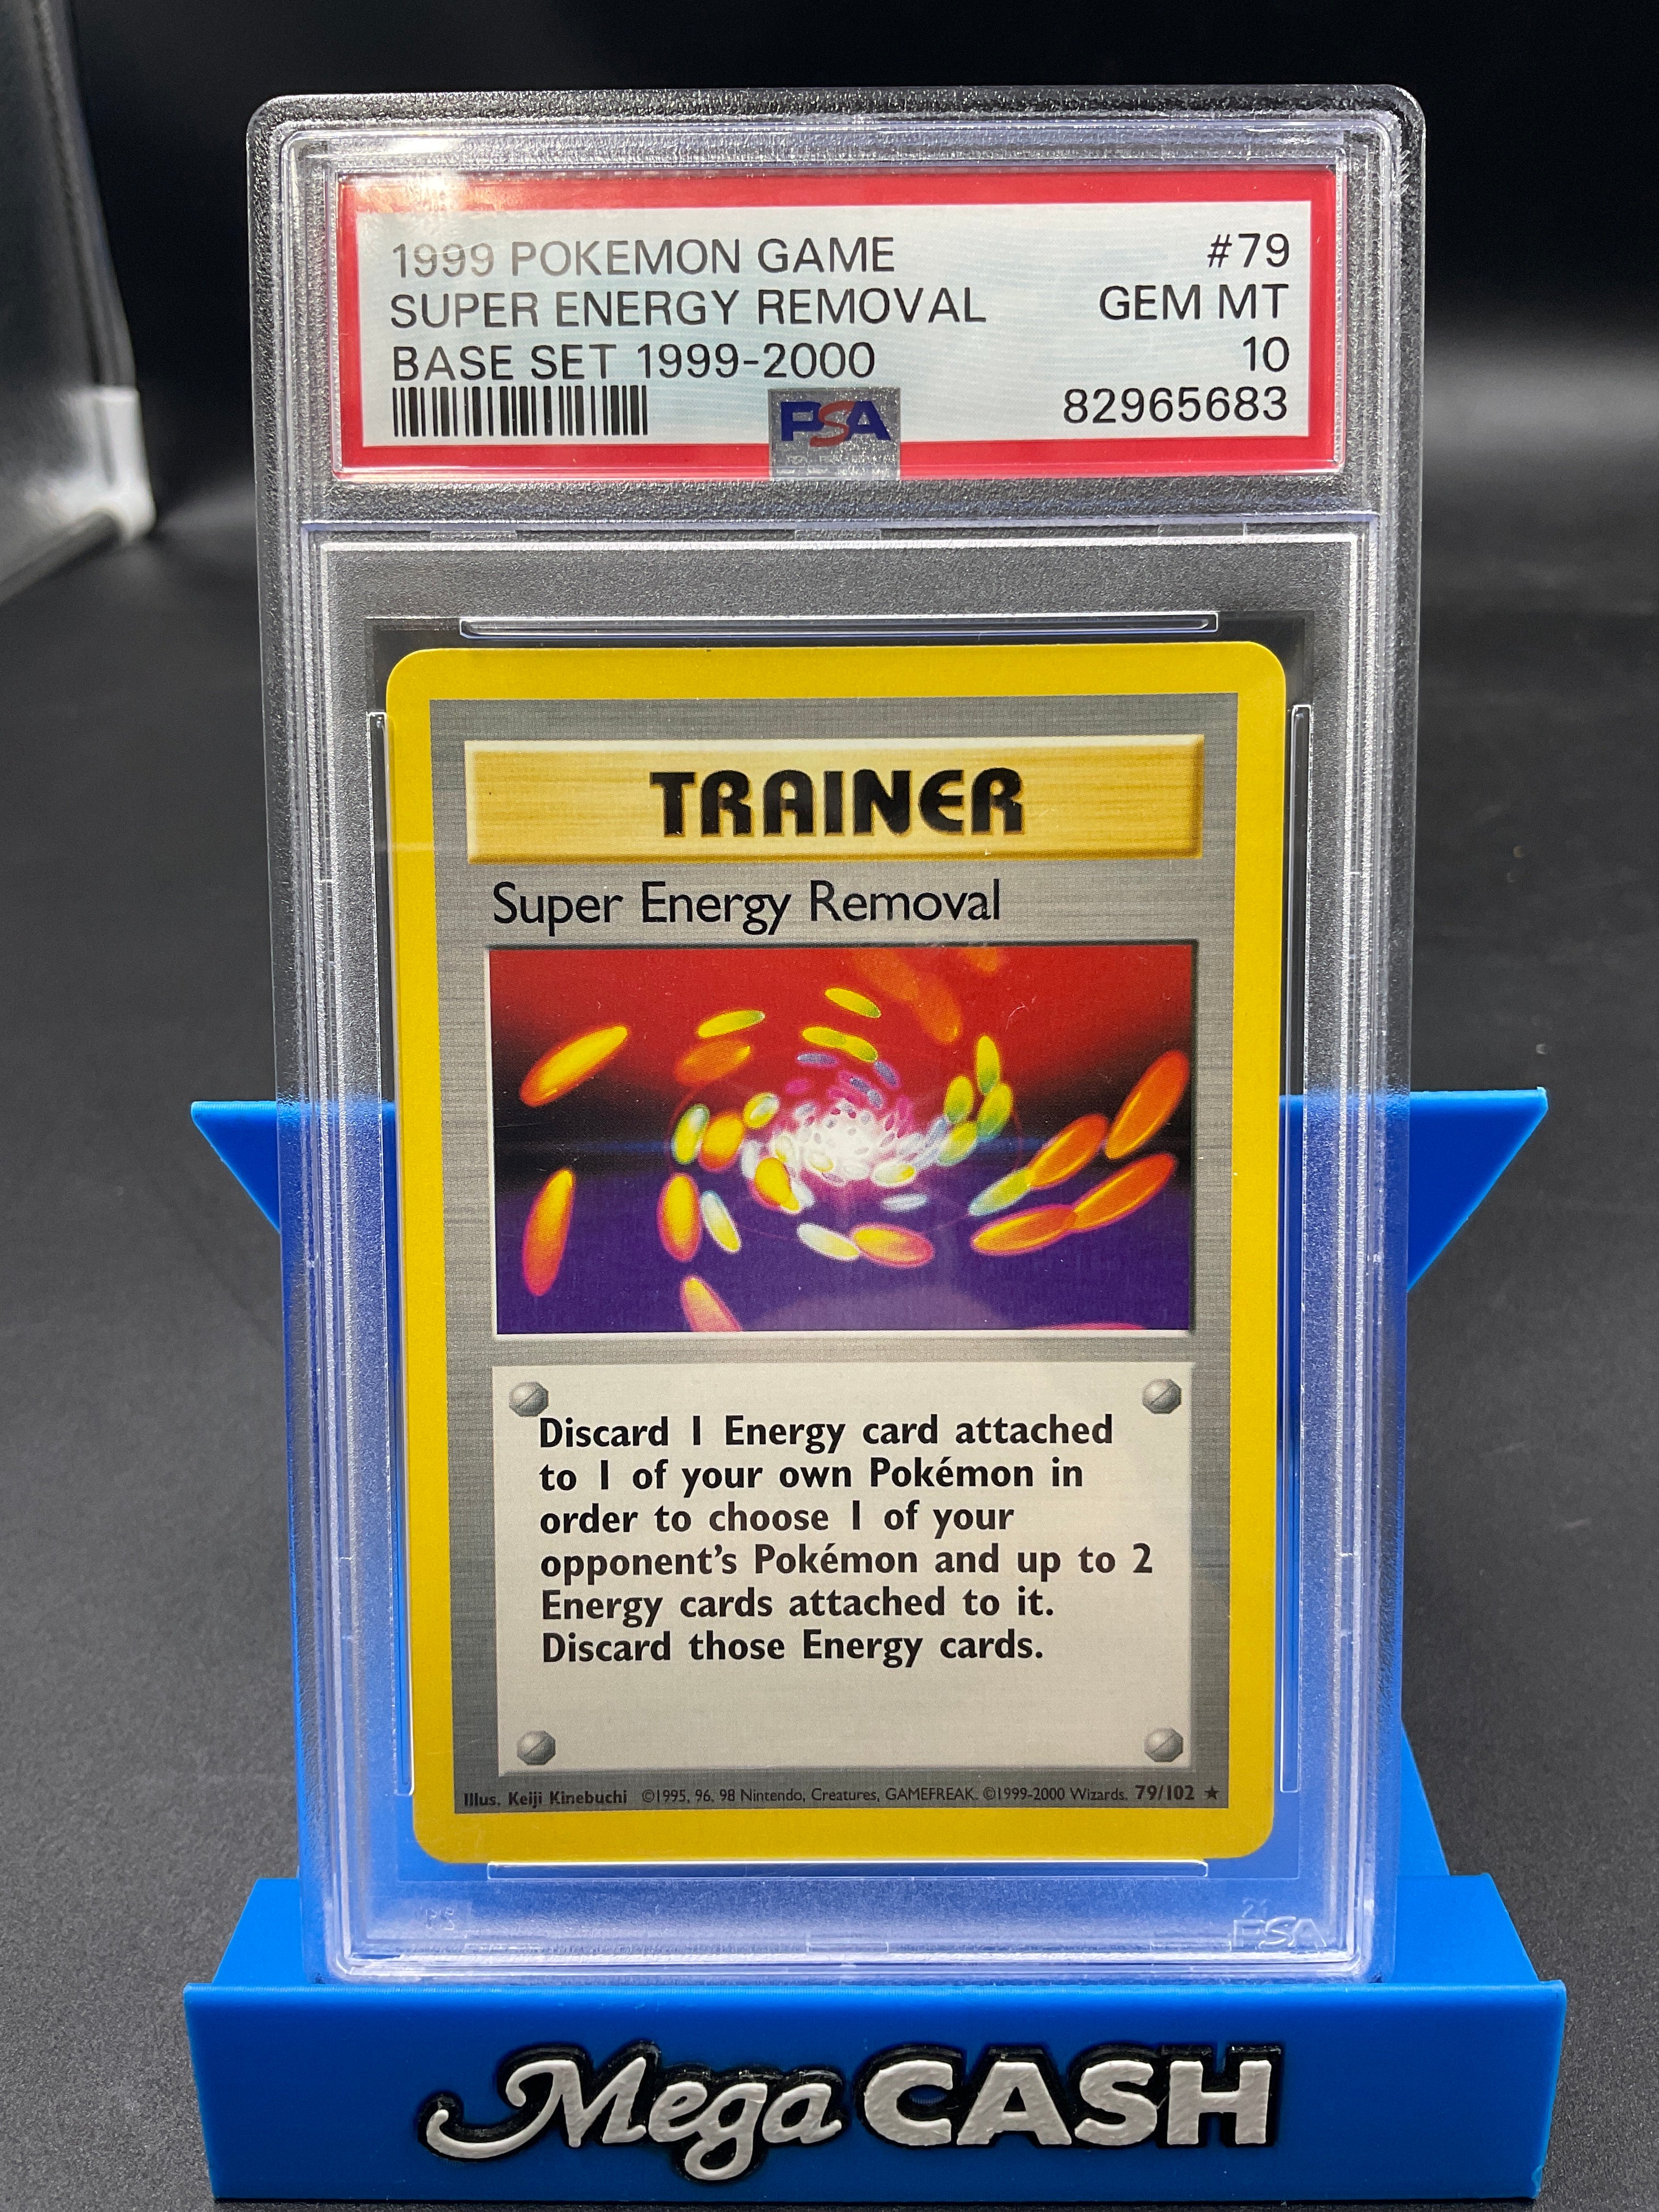 1999 POKEMON GAME #79
SUPER ENERGY REMOVAL GEM MT
BASE SET 1999-2000 10
PSA 82965683
TRAINER
Super Energy Removal
Discard 1 Energy card attached
to 1 of your own Pokémon in
order to choose 1 of your
opponent's Pokémon and up to 2
Energy cards attached to it.
Discard those Energy cards.
Illus. Keiji Kinebuchi ©1995, 96, 98 Nintendo, Creatures, GAMEFREAK. ©1999-2000 Wizards. 79/102 ★
PSA
Mega CASH